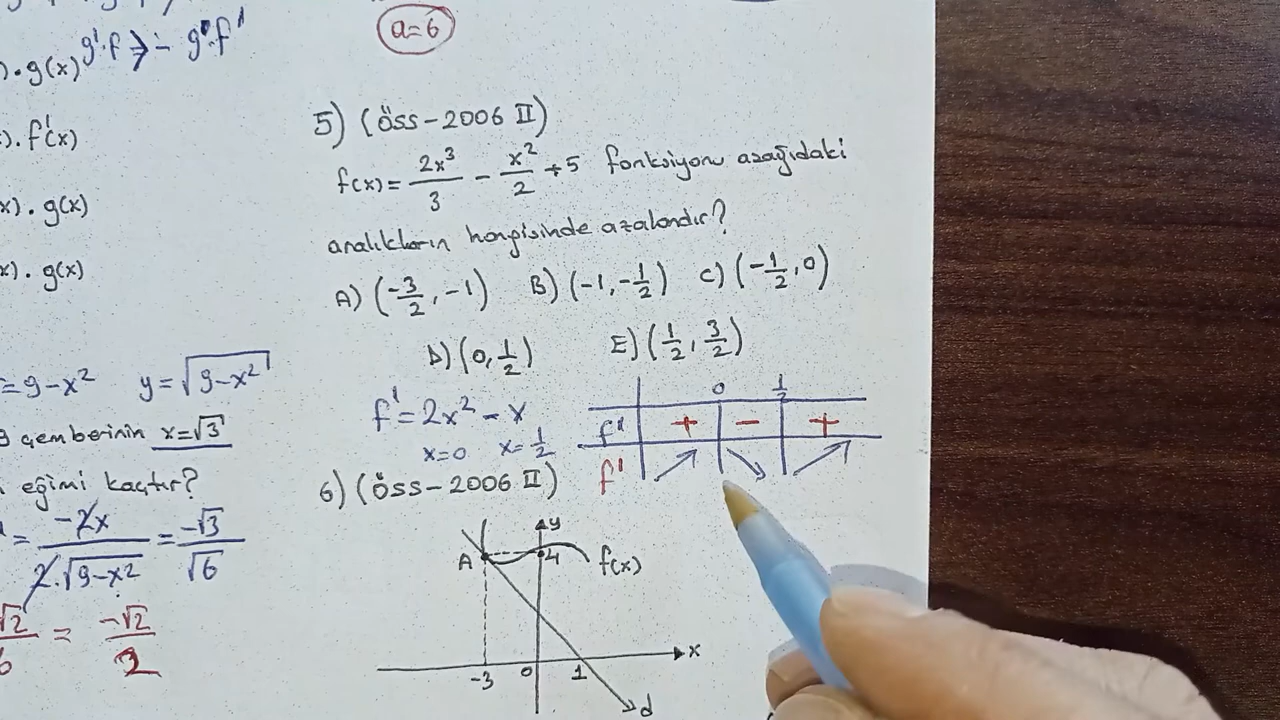 g'.f > - g'.f'
). g(x)
). f'(x)
x). g(x)
x). g(x)
= 9-x² y = √9-x²
çemberinin x=√3
eğimi kaçtır?
= -2x / 2.√9-x² = -√3 / √6
√2 / 6 = -√2 / 2
a=6
5) (ÖSS-2006 II)
f(x) = 2x³/3 - x²/2 + 5 fonksiyonu aşağıdaki
aralıkların hangisinde azalandır?
A) (-3/2, -1) B) (-1, -1/2) C) (-1/2, 0)
D) (0, 1/2) E) (1/2, 3/2)
f' = 2x² - x
x=0 x=1/2
0 1/2
f' + - +
f'
6) (ÖSS-2006 II)
y
A 4 f(x)
-3 0 1 x
d